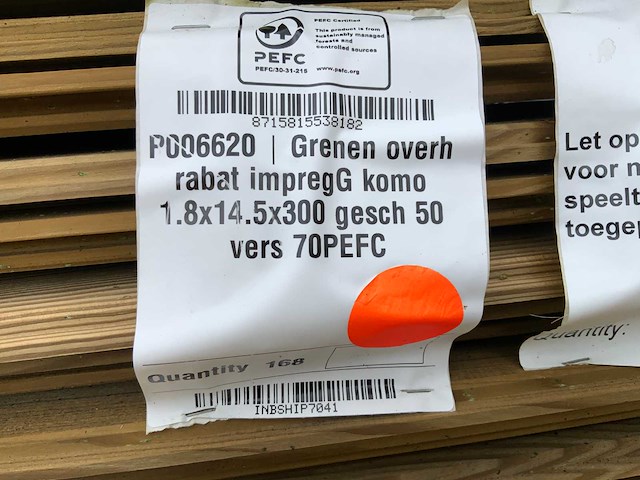 PEFC Certified
This product is from
sustainably managed
forests and
controlled sources
PEFC
PEFC/30-31-215
www.pefc.org
8715815538182
P006620 | Grenen overh
rabat impregG komo
1.8x14.5x300 gesch 50
vers 70PEFC
Quantity 168
INBSHIP7041
Let op
voor
speelt
toege
Quantity: